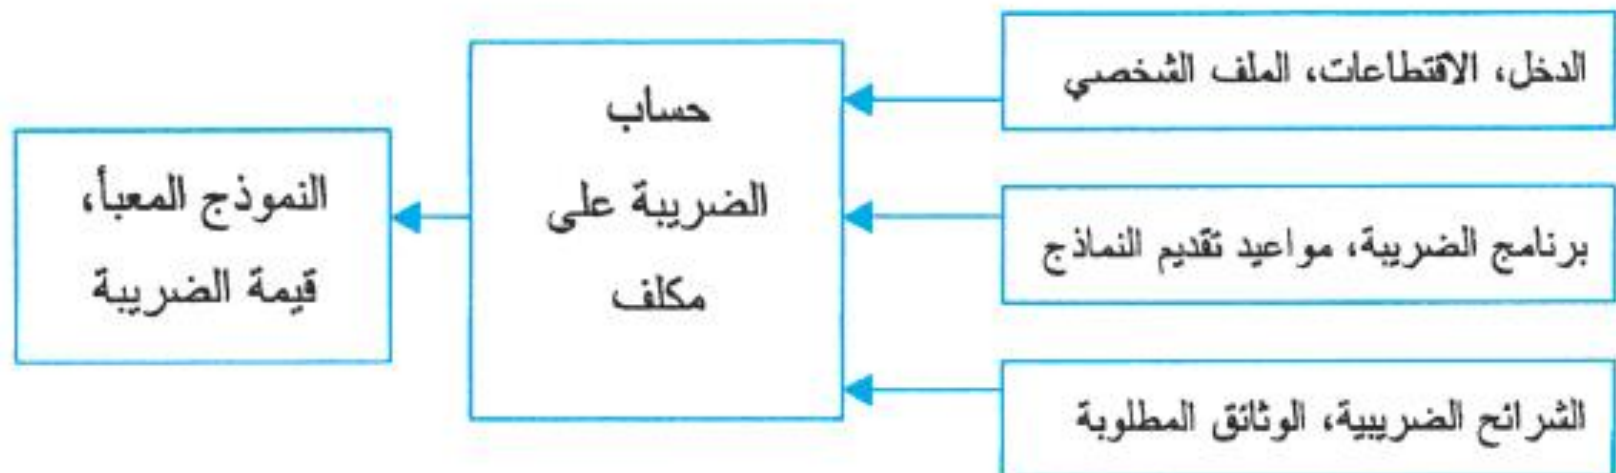 الدخل، الاقتطاعات، الملف الشخصي
برنامج الضريبة، مواعيد تقديم النماذج
الشرائح الضريبية، الوثائق المطلوبة
حساب
الضريبة على
مكلف
النموذج المعبأ،
قيمة الضريبة